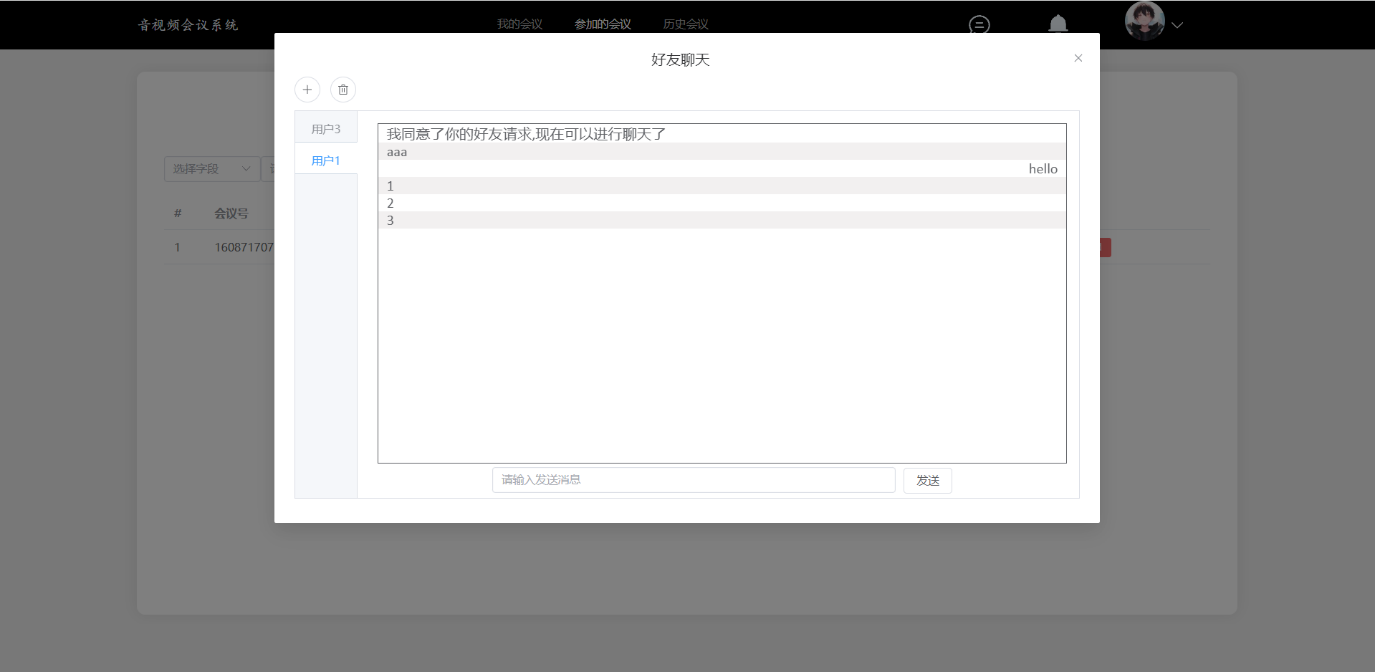 音视频会议系统
我的会议 参加的会议 历史会议
好友聊天
用户3
用户1
我同意了你的好友请求,现在可以进行聊天了
aaa
hello
1
2
3
选择字段
# 会议号
1 160871707
请输入发送消息 发送